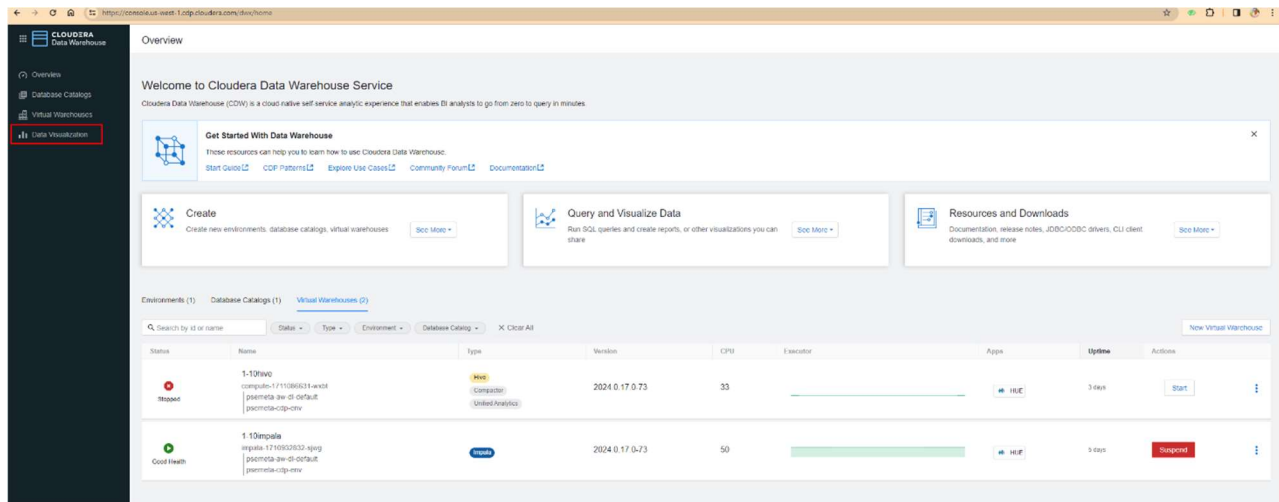 https://console.us-west-1.cdp.cloudera.com/dwx/home
CLOUDERA
Data Warehouse
Overview
Database Catalogs
Virtual Warehouses
Data Visualization
Overview
Welcome to Cloudera Data Warehouse Service
Cloudera Data Warehouse (CDW) is a cloud-native self-service analytic experience that enables BI analysts to go from zero to query in minutes
Get Started With Data Warehouse
These resources can help you to learn how to use Cloudera Data Warehouse.
Start Guide CDP Patterns Explore Use Cases Community Forum Documentation
Create
Create new environments, database catalogs, virtual warehouses
See More
Query and Visualize Data
Run SQL queries and create reports, or other visualizations you can
share
See More
Resources and Downloads
Documentation, release notes, JDBC/ODBC drivers, CLI client
downloads, and more
See More
Environments (1) Database Catalogs (1) Virtual Warehouses (2)
Search by id or name Status Type Environment Database Catalog X Clear All New Virtual Warehouse
Status Name Type Version CPU Executor Apps Uptime Actions
Stopped
1-10hive
compute-1711086631-wxbt
psemeta-aw-dl-default
psemeta-cdp-env
Hive
Compactor
Unified Analytics
2024.0.17.0-73 33 HUE 3 days Start
Good Health
1-10impala
impala-1710932832-sjwg
psemeta-aw-dl-default
psemeta-cdp-env
Impala
2024.0.17.0-73 50 HUE 5 days Suspend